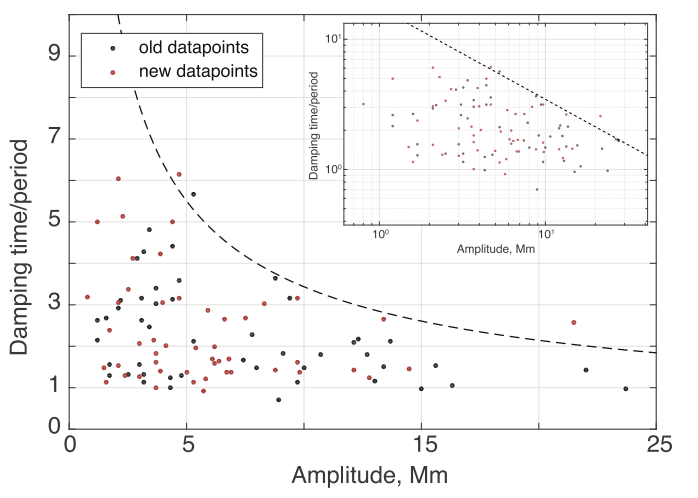 old datapoints
new datapoints
9
7
5
3
1
0
0
5
15
25
Damping time/period
Amplitude, Mm
10¹
10⁰
10⁰
10¹
Damping time/period
Amplitude, Mm